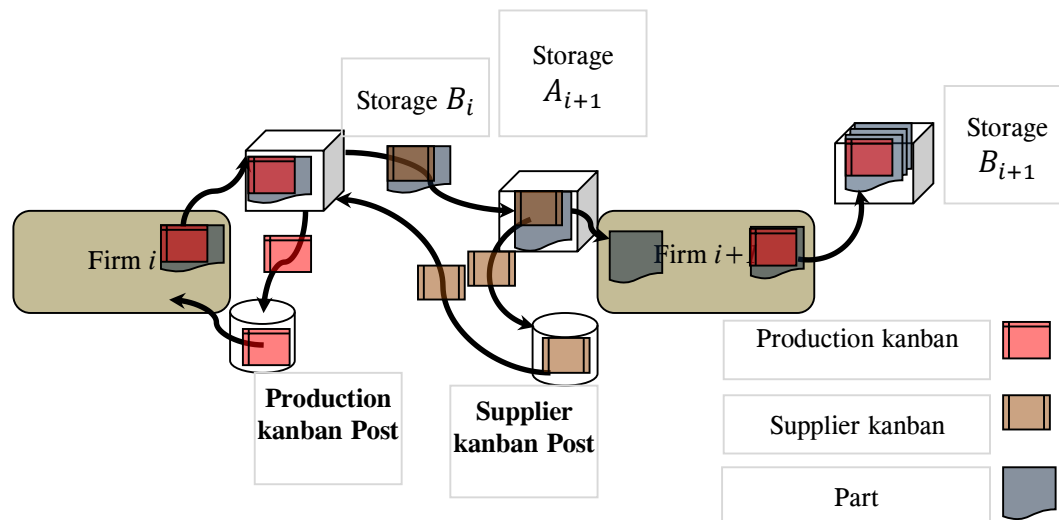 Storage
A_{i+1}
Storage B_i
Storage
B_{i+1}
Firm i
Firm i+
Production kanban
Production
kanban Post
Supplier
kanban Post
Supplier kanban
Part